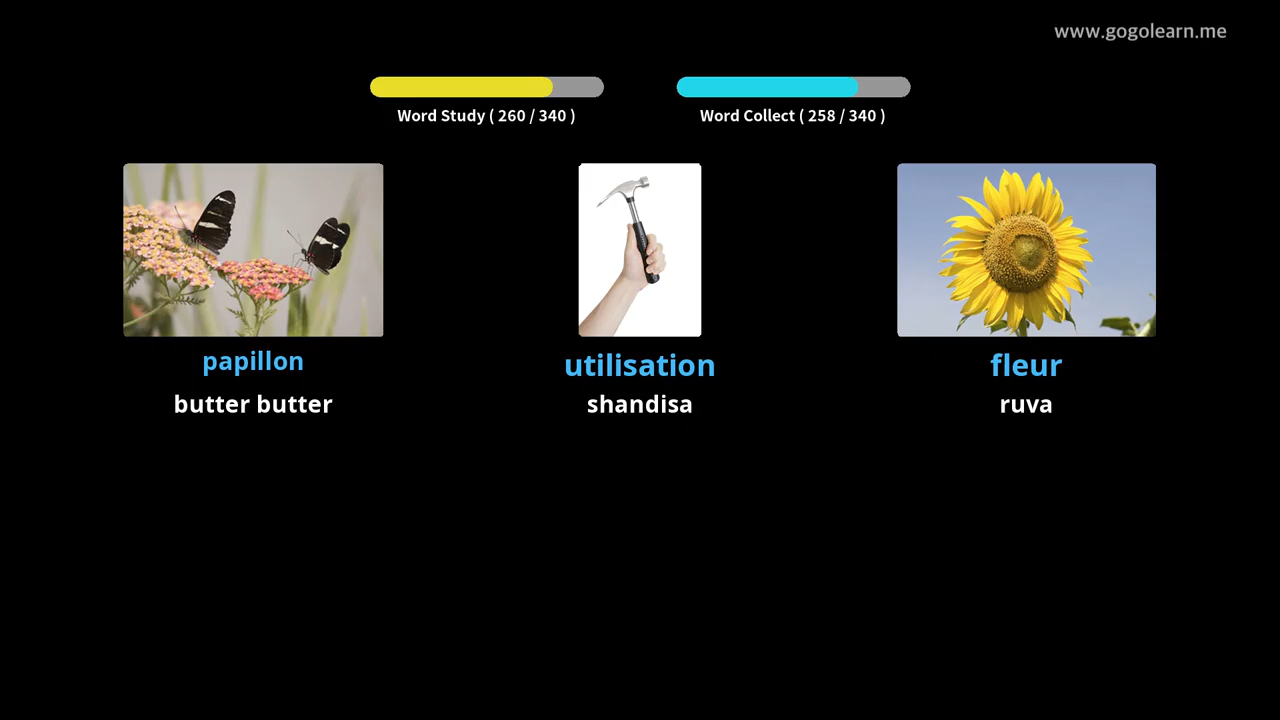 www.gogolearn.me
Word Study ( 260 / 340 )
Word Collect ( 258 / 340 )
papillon
butter butter
utilisation
shandisa
fleur
ruva